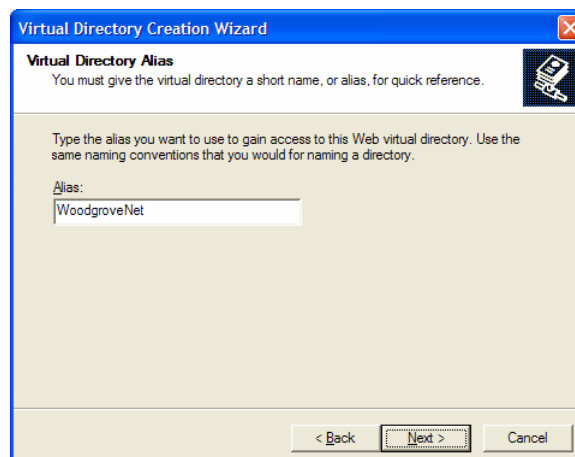 Virtual Directory Creation Wizard
Virtual Directory Alias
You must give the virtual directory a short name, or alias, for quick reference.
Type the alias you want to use to gain access to this Web virtual directory. Use the
same naming conventions that you would for naming a directory.
Alias:
WoodgroveNet
< Back Next > Cancel